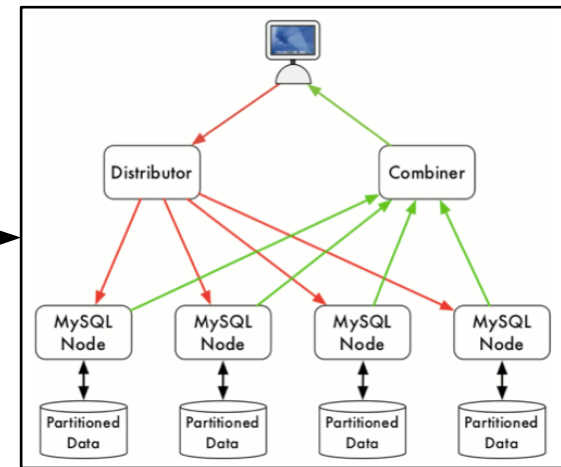 Distributor
Combiner
MySQL
Node
MySQL
Node
MySQL
Node
MySQL
Node
Partitioned
Data
Partitioned
Data
Partitioned
Data
Partitioned
Data